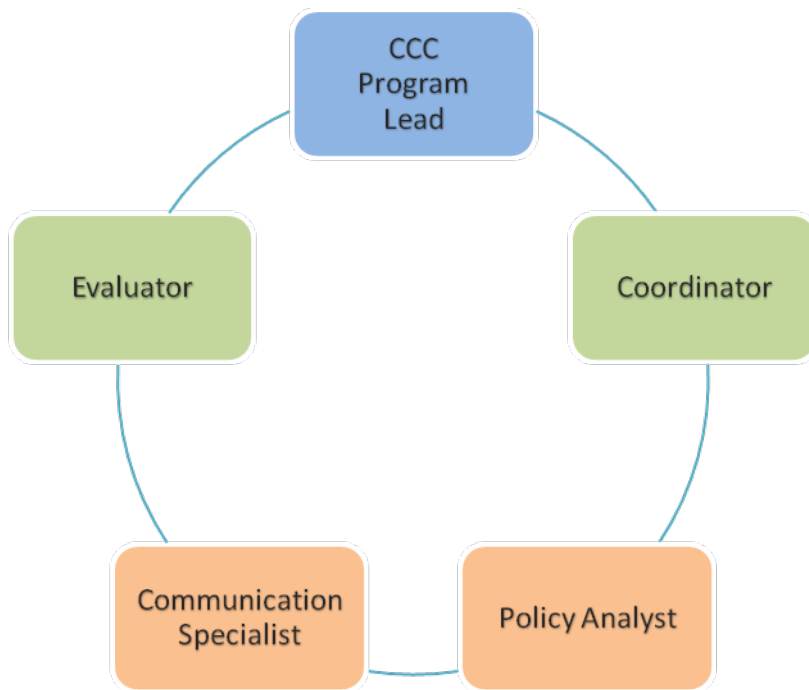 CCC
Program
Lead
Evaluator
Coordinator
Communication
Specialist
Policy Analyst